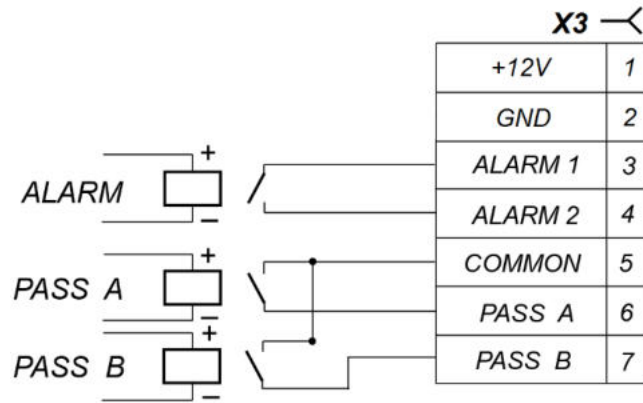 X3
+12V 1
GND 2
+
ALARM 1 3
ALARM
–
ALARM 2 4
+
COMMON 5
PASS A
–
PASS A 6
+
PASS B
PASS B 7
–